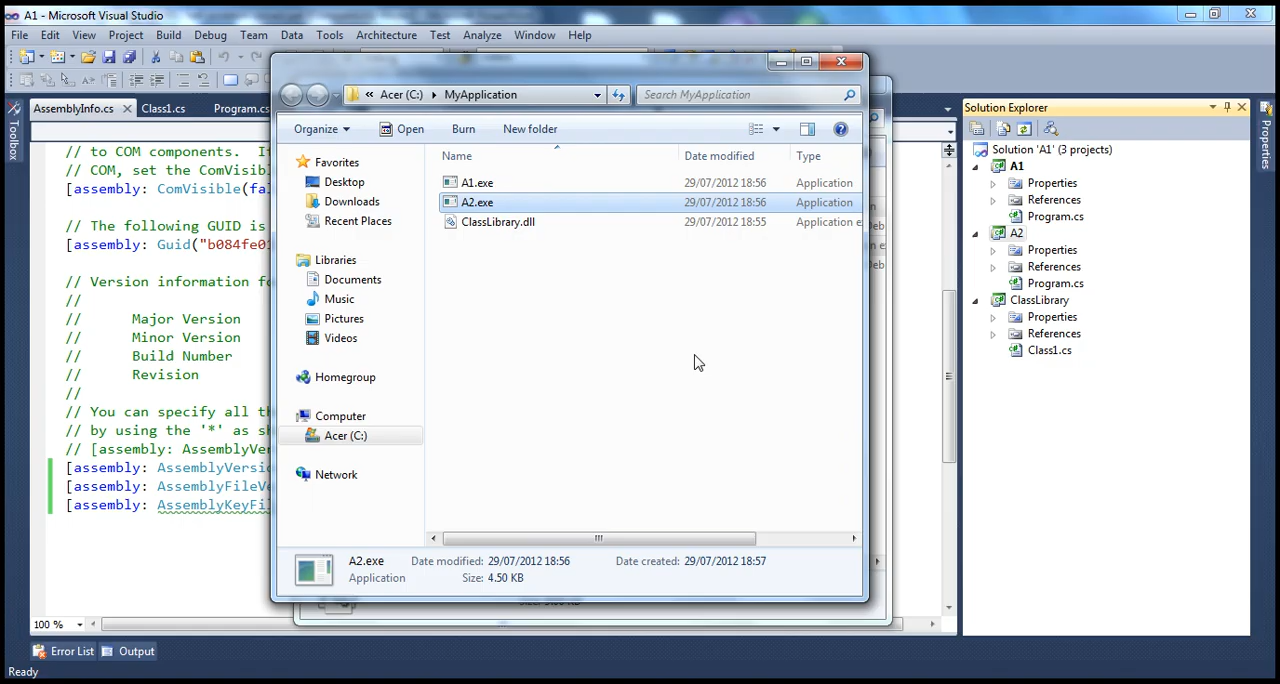 A1 - Microsoft Visual Studio
File Edit View Project Build Debug Team Data Tools Architecture Test Analyze Window Help
AssemblyInfo.cs Class1.cs Program.cs
Toolbox
// to COM components. I
// COM, set the ComVisib
[assembly: ComVisible(fal
// The following GUID is
[assembly: Guid("b084fe01
// Version information fo
//
// Major Version
// Minor Version
// Build Number
// Revision
//
// You can specify all th
// by using the '*' as sh
// [assembly: AssemblyVer
[assembly: AssemblyVersio
[assembly: AssemblyFileVe
[assembly: AssemblyKeyFil
100 %
Error List Output
Ready
« Acer (C:) MyApplication
Search MyApplication
Organize Open Burn New folder
Favorites
Desktop
Downloads
Recent Places
Libraries
Documents
Music
Pictures
Videos
Homegroup
Computer
Acer (C:)
Network
Name Date modified Type
A1.exe 29/07/2012 18:56 Application
A2.exe 29/07/2012 18:56 Application
ClassLibrary.dll 29/07/2012 18:55 Application e
A2.exe Date modified: 29/07/2012 18:56 Date created: 29/07/2012 18:57
Application Size: 4.50 KB
Solution Explorer
Solution 'A1' (3 projects)
A1
Properties
References
Program.cs
A2
Properties
References
Program.cs
ClassLibrary
Properties
References
Class1.cs
Properties